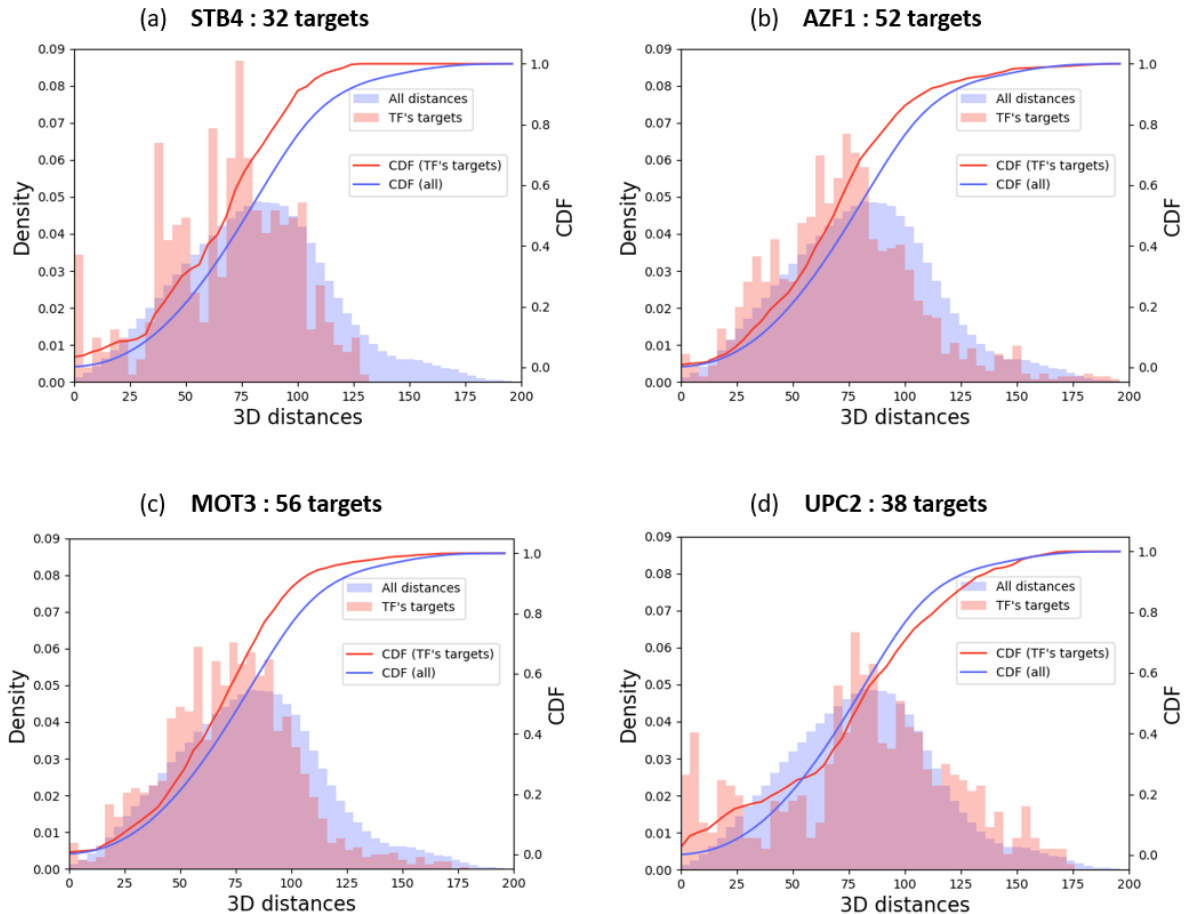 (a) STB4 : 32 targets
0.09
0.08
0.07
0.06
0.05
0.04
0.03
0.02
0.01
0.00
Density
All distances
TF's targets
CDF (TF's targets)
CDF (all)
1.0
0.8
0.6
0.4
0.2
0.0
CDF
0 25 50 75 100 125 150 175 200
3D distances
(b) AZF1 : 52 targets
0.09
0.08
0.07
0.06
0.05
0.04
0.03
0.02
0.01
0.00
Density
All distances
TF's targets
CDF (TF's targets)
CDF (all)
1.0
0.8
0.6
0.4
0.2
0.0
CDF
0 25 50 75 100 125 150 175 200
3D distances
(c) MOT3 : 56 targets
0.09
0.08
0.07
0.06
0.05
0.04
0.03
0.02
0.01
0.00
Density
All distances
TF's targets
CDF (TF's targets)
CDF (all)
1.0
0.8
0.6
0.4
0.2
0.0
CDF
0 25 50 75 100 125 150 175 200
3D distances
(d) UPC2 : 38 targets
0.09
0.08
0.07
0.06
0.05
0.04
0.03
0.02
0.01
0.00
Density
All distances
TF's targets
CDF (TF's targets)
CDF (all)
1.0
0.8
0.6
0.4
0.2
0.0
CDF
0 25 50 75 100 125 150 175 200
3D distances